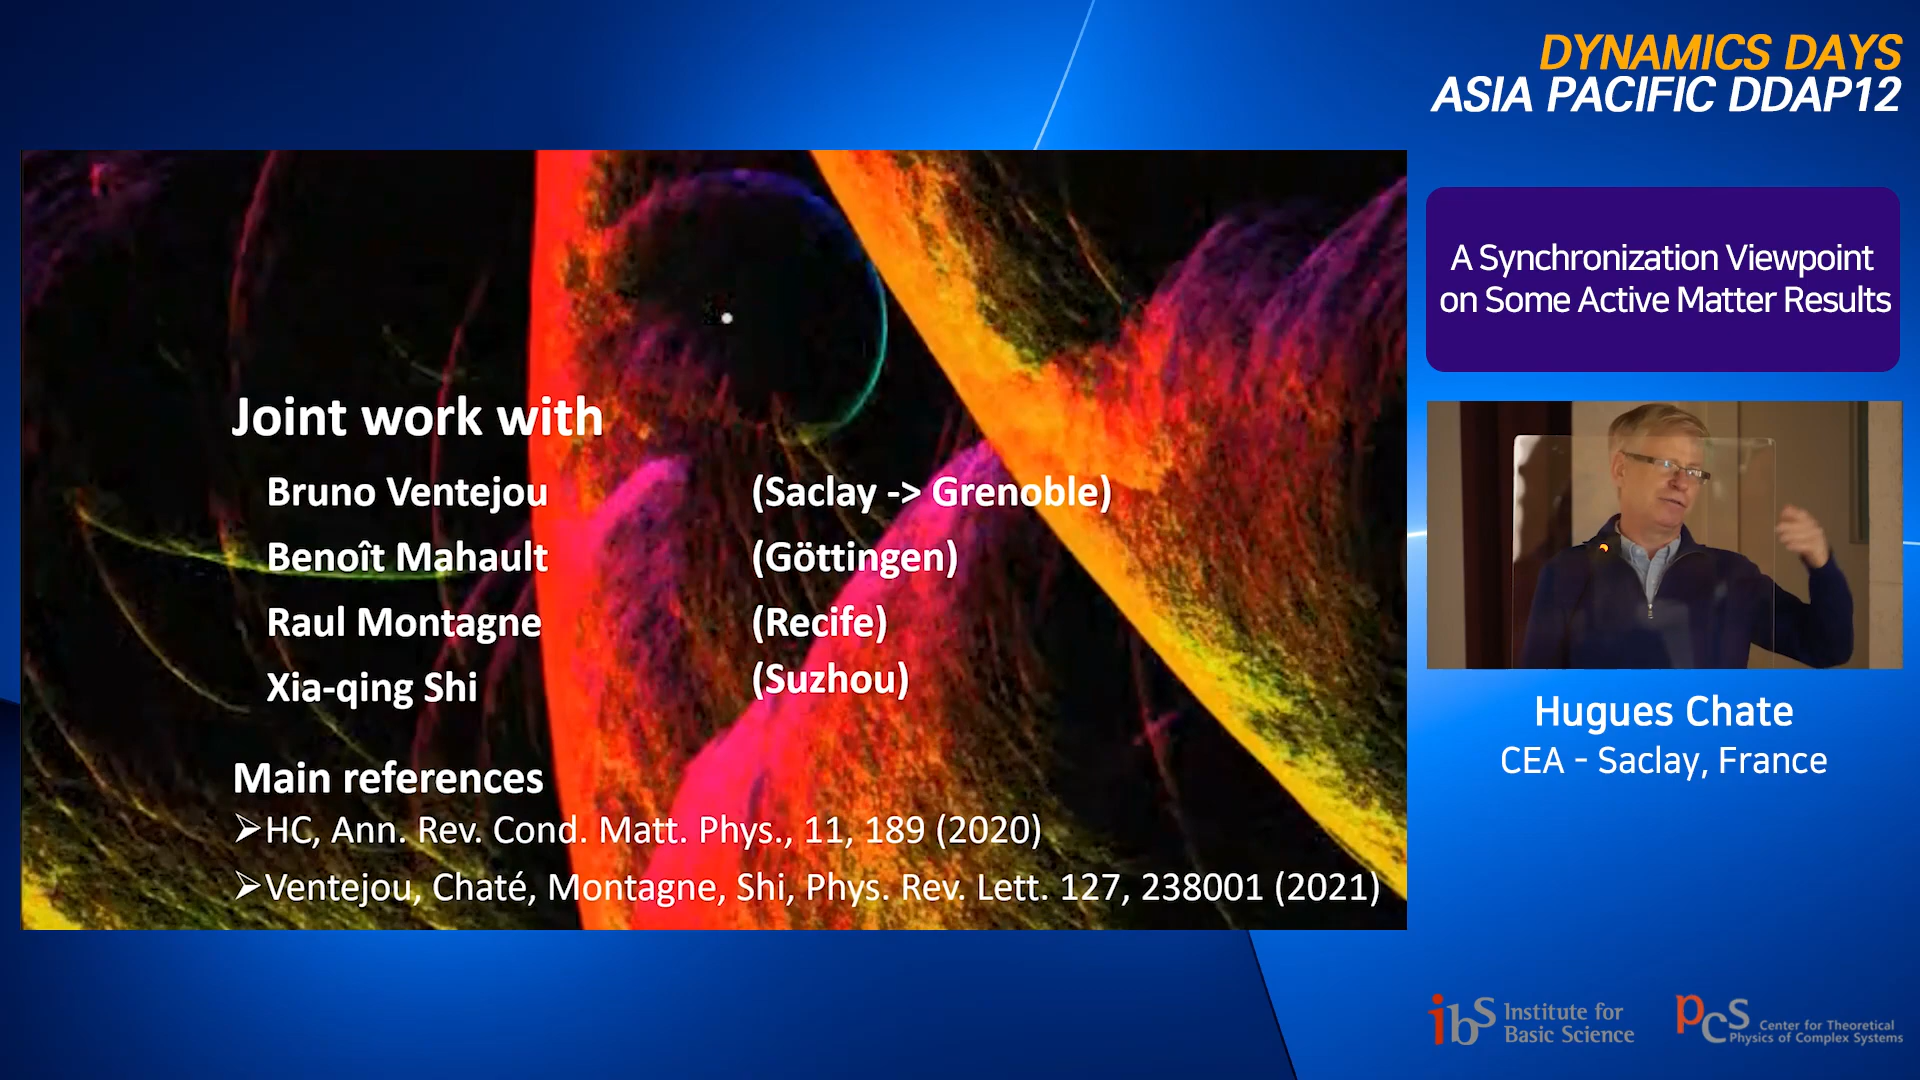 DYNAMICS DAYS
ASIA PACIFIC DDAP12
A Synchronization Viewpoint
on Some Active Matter Results
Joint work with
Bruno Ventejou (Saclay -> Grenoble)
Benoît Mahault (Göttingen)
Raul Montagne (Recife)
Xia-qing Shi (Suzhou)
Main references
➢HC, Ann. Rev. Cond. Matt. Phys., 11, 189 (2020)
➢Ventejou, Chaté, Montagne, Shi, Phys. Rev. Lett. 127, 238001 (2021)
Hugues Chate
CEA - Saclay, France
ibs Institute for
Basic Science
pcs Center for Theoretical
Physics of Complex Systems